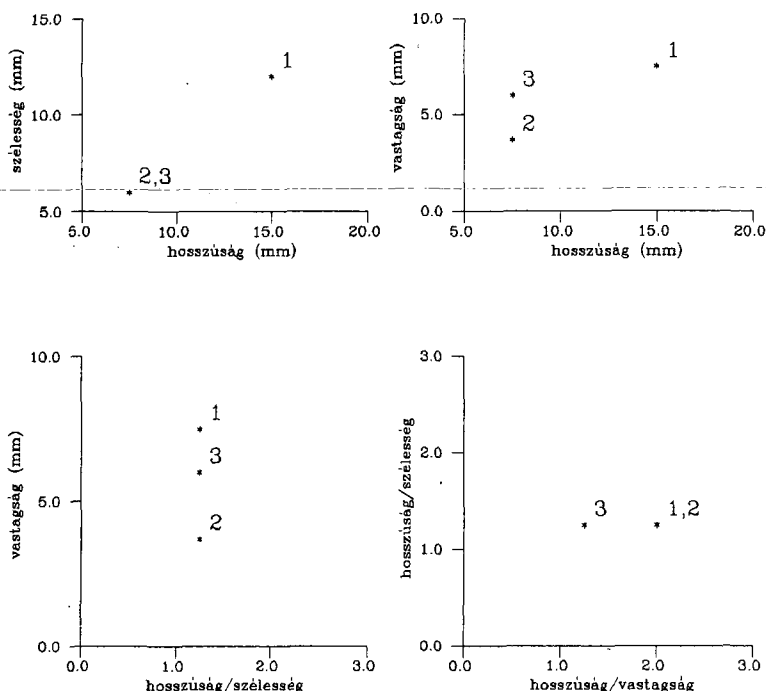 15.0
szélesség (mm)
10.0
5.0
1
2,3
5.0 10.0 15.0 20.0
hosszúság (mm)
10.0
vastagság (mm)
5.0
0.0
1
3
2
5.0 10.0 15.0 20.0
hosszúság (mm)
10.0
vastagság (mm)
5.0
0.0
1
3
2
0.0 1.0 2.0 3.0
hosszúság/szélesség
3.0
hosszúság/szélesség
2.0
1.0
0.0
3
1,2
0.0 1.0 2.0 3.0
hosszúság/vastagság